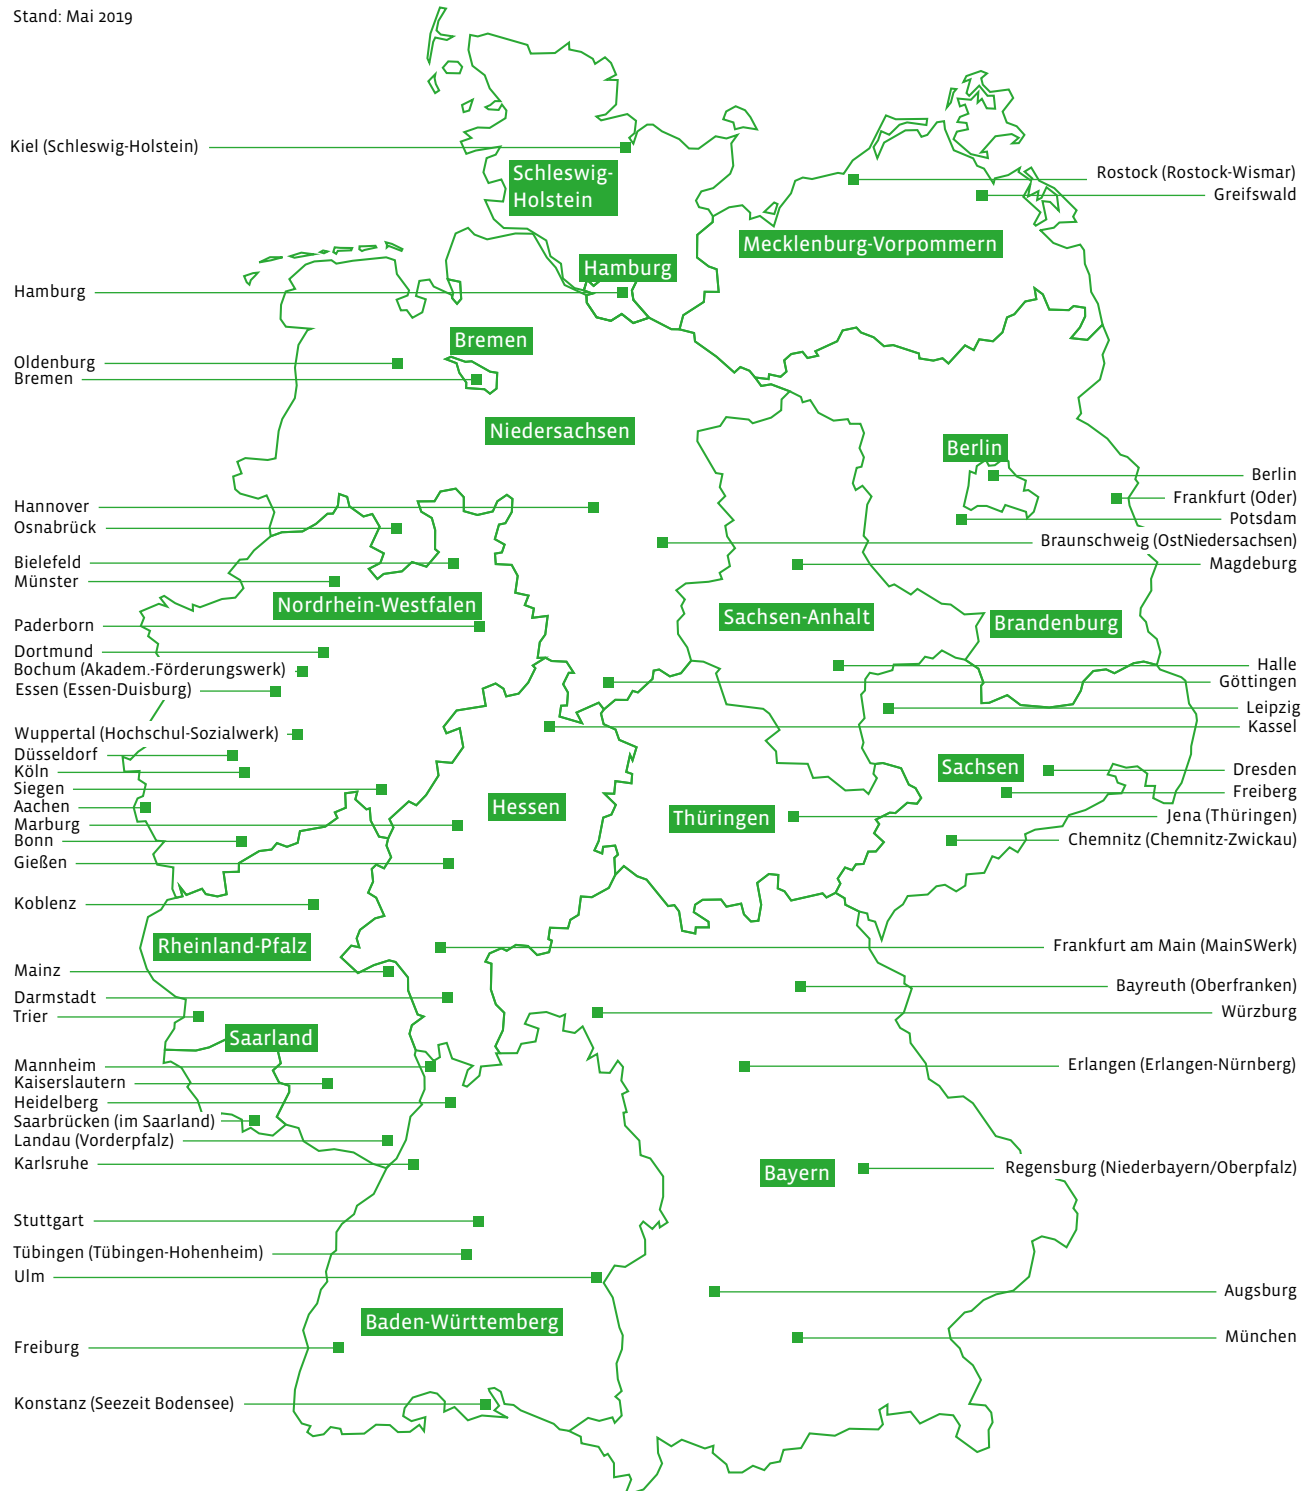 Stand: Mai 2019
Kiel (Schleswig-Holstein)
Schleswig-
Holstein
Rostock (Rostock-Wismar)
Greifswald
Mecklenburg-Vorpommern
Hamburg
Hamburg
Bremen
Oldenburg
Bremen
Niedersachsen
Berlin
Berlin
Frankfurt (Oder)
Hannover
Potsdam
Osnabrück
Braunschweig (OstNiedersachsen)
Bielefeld
Magdeburg
Münster
Nordrhein-Westfalen
Sachsen-Anhalt
Brandenburg
Paderborn
Dortmund
Halle
Bochum (Akadem.-Förderungswerk)
Göttingen
Essen (Essen-Duisburg)
Leipzig
Kassel
Wuppertal (Hochschul-Sozialwerk)
Düsseldorf
Sachsen
Köln
Dresden
Siegen
Freiberg
Aachen
Hessen
Thüringen
Jena (Thüringen)
Marburg
Bonn
Chemnitz (Chemnitz-Zwickau)
Gießen
Koblenz
Rheinland-Pfalz
Frankfurt am Main (MainSWerk)
Mainz
Bayreuth (Oberfranken)
Darmstadt
Würzburg
Trier
Saarland
Mannheim
Erlangen (Erlangen-Nürnberg)
Kaiserslautern
Heidelberg
Saarbrücken (im Saarland)
Landau (Vorderpfalz)
Karlsruhe
Bayern
Regensburg (Niederbayern/Oberpfalz)
Stuttgart
Tübingen (Tübingen-Hohenheim)
Ulm
Augsburg
Baden-Württemberg
München
Freiburg
Konstanz (Seezeit Bodensee)